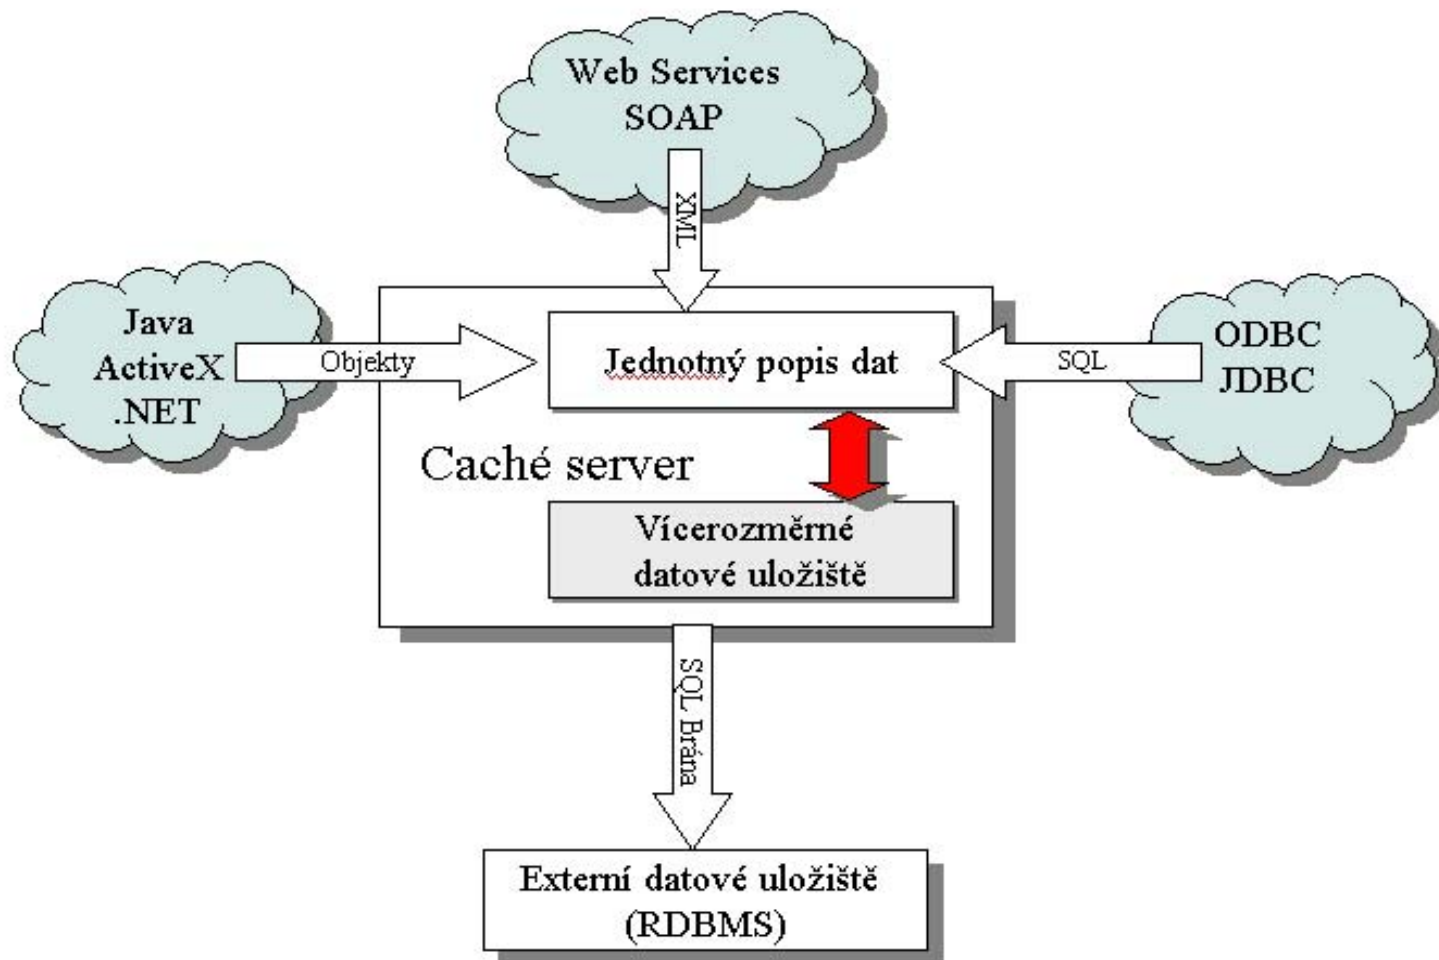 Web Services
SOAP
XML
Java
ActiveX
.NET
Objekty
Jednotný popis dat
SQL
ODBC
JDBC
Caché server
Vícerozměrné
datové uložiště
SQL Brána
Externí datové uložiště
(RDBMS)